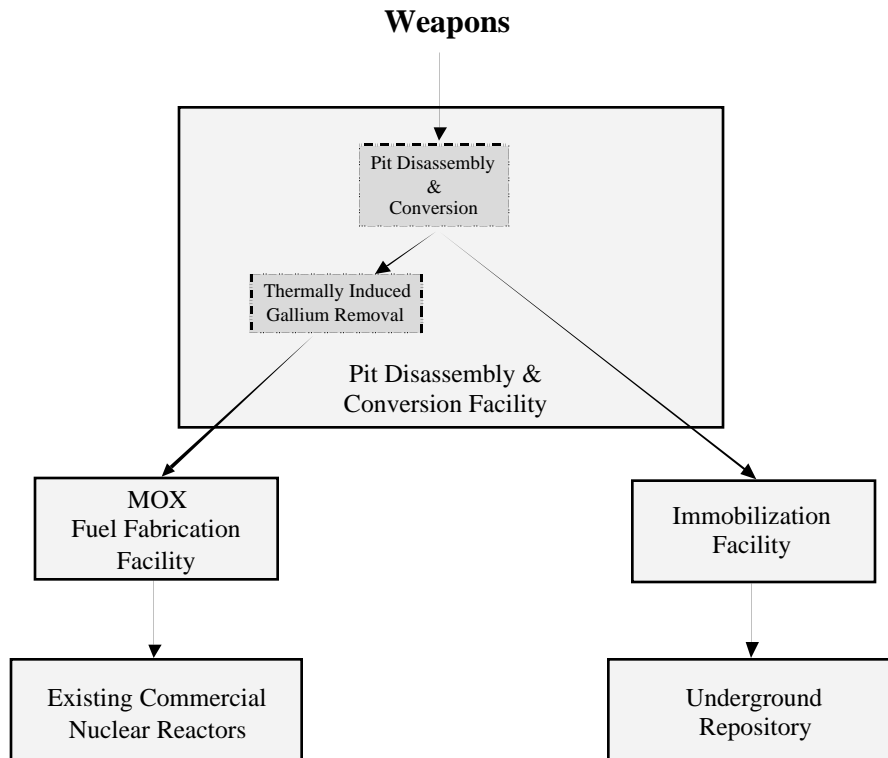 Weapons
Pit Disassembly
&
Conversion
Thermally Induced
Gallium Removal
Pit Disassembly &
Conversion Facility
MOX
Fuel Fabrication
Facility
Immobilization
Facility
Existing Commercial
Nuclear Reactors
Underground
Repository